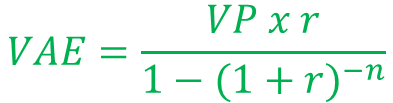 VAE = VP x r / 1 − (1 + r)⁻ⁿ